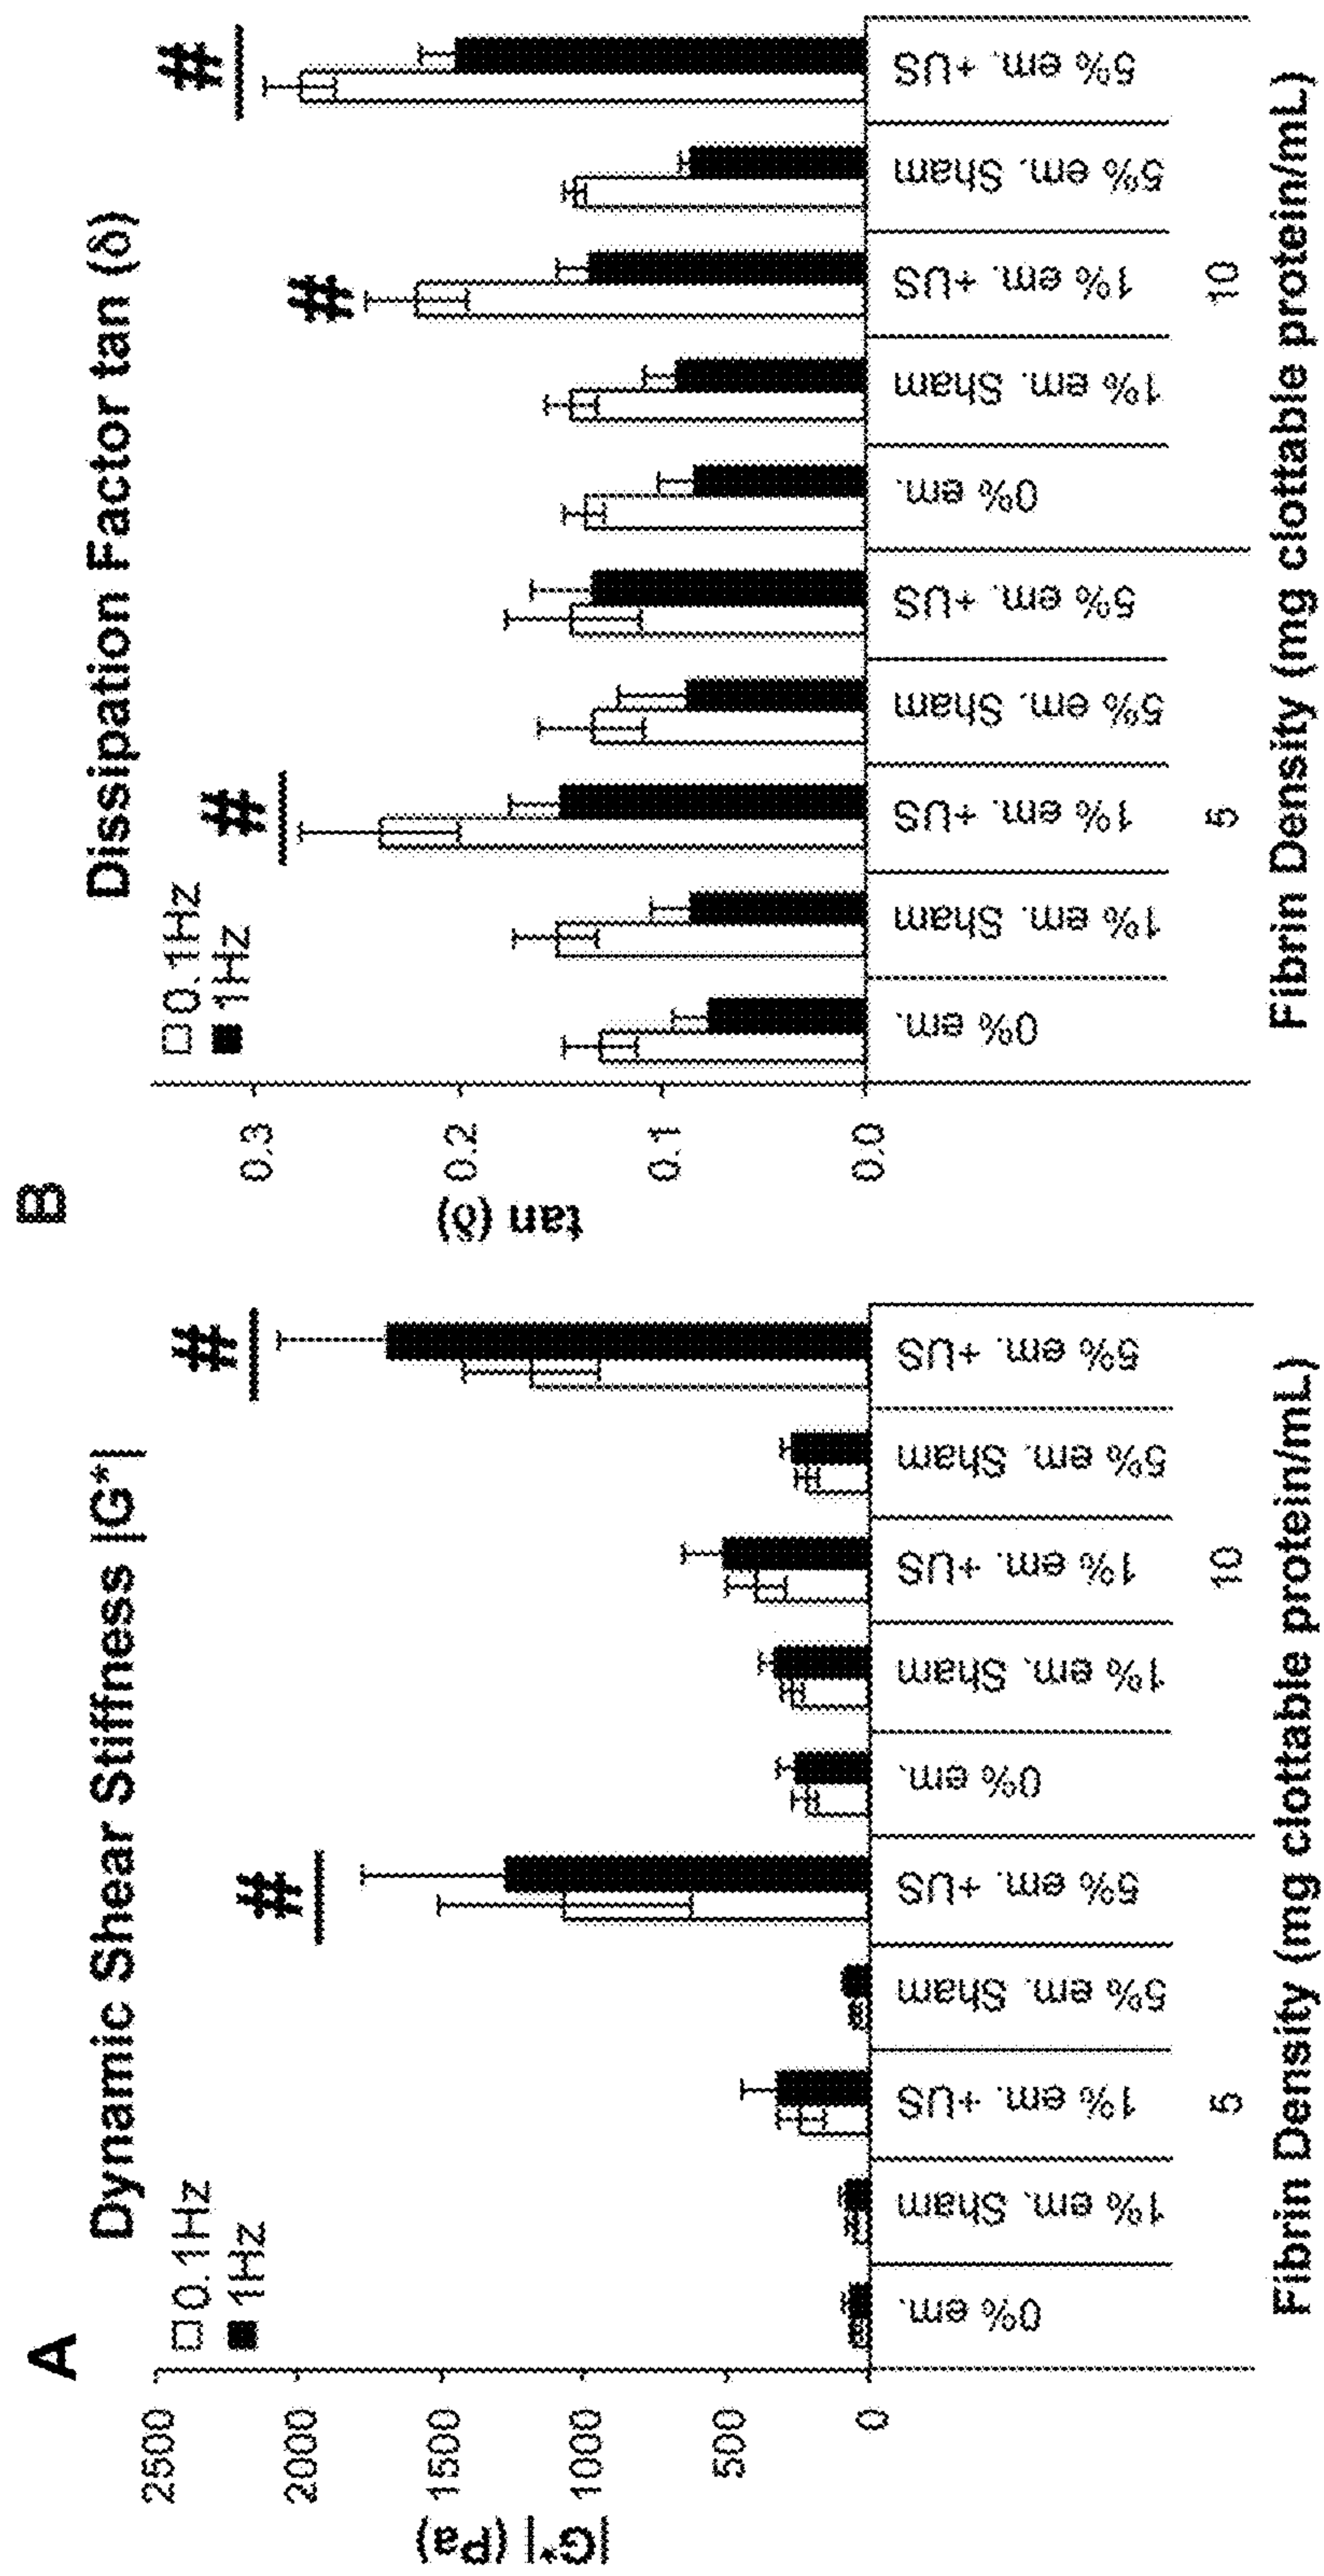 A
Dynamic Shear Stiffness |G*|
0.1Hz
1Hz
|G*| (Pa)
2500
2000
1500
1000
500
0
#
#
0% em.
1% em. Sham
1% em. +US
5% em. Sham
5% em. +US
0% em.
1% em. Sham
1% em. +US
5% em. Sham
5% em. +US
5
10
Fibrin Density (mg clottable protein/mL)
B
Dissipation Factor tan (δ)
0.1Hz
1Hz
tan (δ)
0.3
0.2
0.1
0.0
#
#
#
0% em.
1% em. Sham
1% em. +US
5% em. Sham
5% em. +US
0% em.
1% em. Sham
1% em. +US
5% em. Sham
5% em. +US
5
10
Fibrin Density (mg clottable protein/mL)